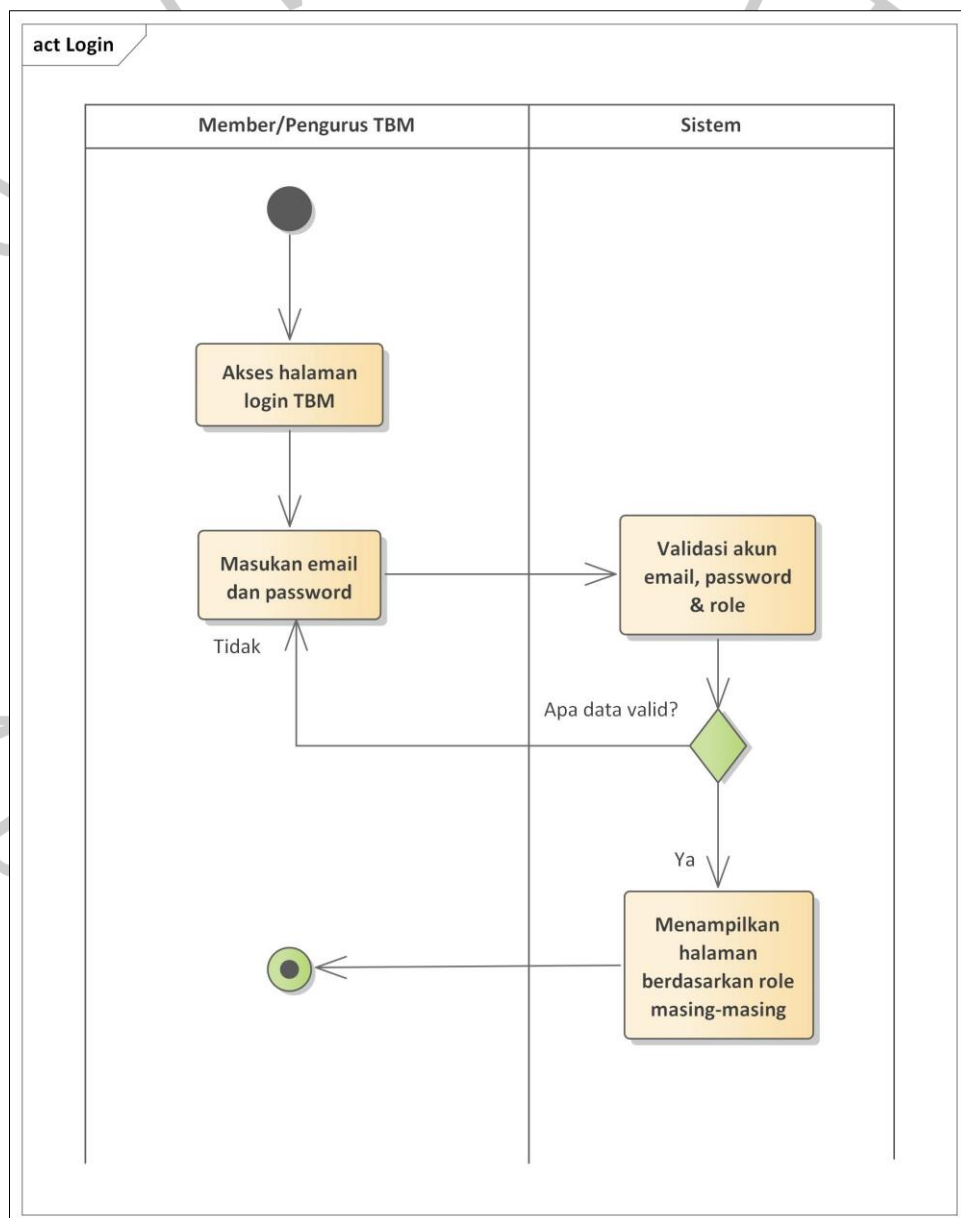 act Login
Member/Pengurus TBM
Sistem
Akses halaman
login TBM
Masukan email
dan password
Validasi akun
email, password
& role
Tidak
Apa data valid?
Ya
Menampilkan
halaman
berdasarkan role
masing-masing